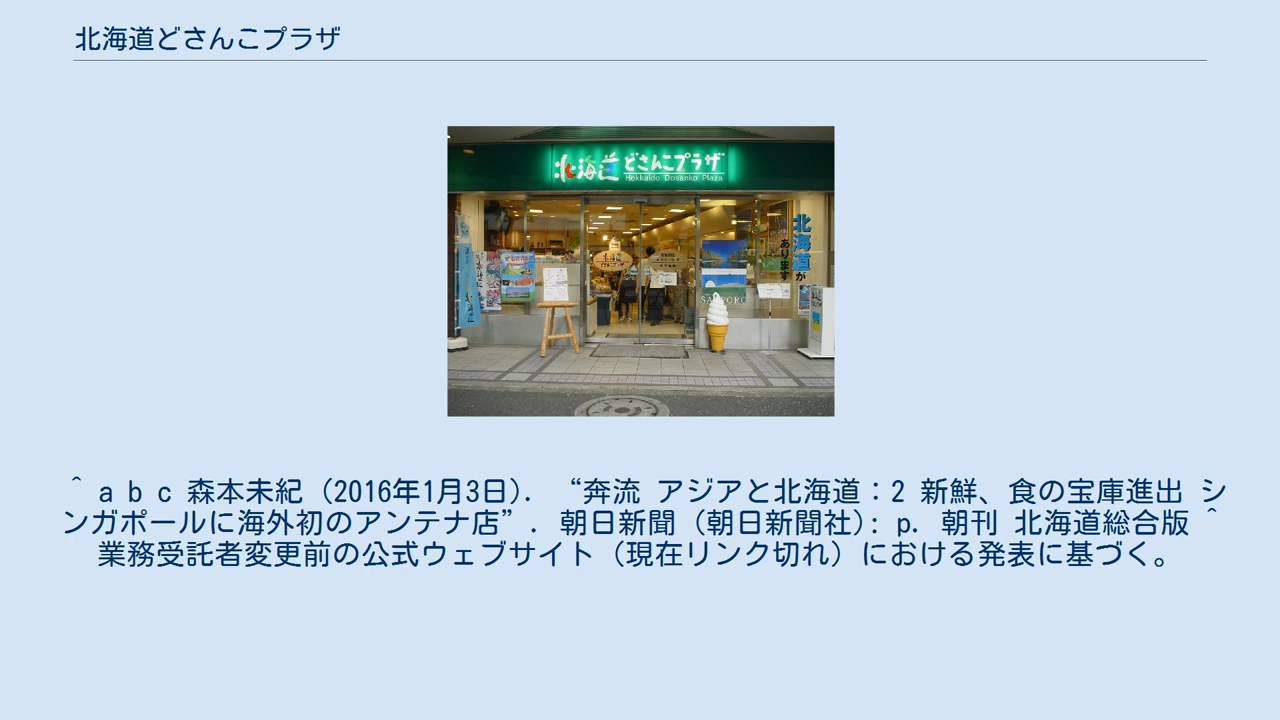 北海道どさんこプラザ
北海道どさんこプラザ
Hokkaido Dosanko Plaza
北海道が
あります
SAPPORO
^ a b c 森本未紀 (2016年1月3日). “奔流 アジアと北海道：2 新鮮、食の宝庫進出 シ
ンガポールに海外初のアンテナ店”. 朝日新聞 (朝日新聞社): p. 朝刊 北海道総合版 ^
業務受託者変更前の公式ウェブサイト（現在リンク切れ）における発表に基づく。